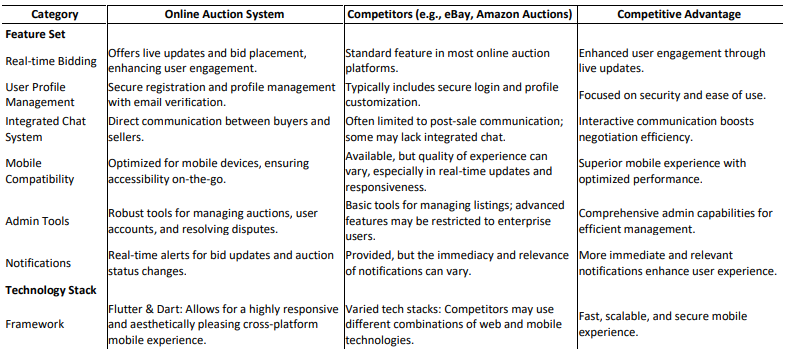 Category Online Auction System Competitors (e.g., eBay, Amazon Auctions) Competitive Advantage
Feature Set
Real-time Bidding
Offers live updates and bid placement,
enhancing user engagement.
Standard feature in most online auction
platforms.
Enhanced user engagement through
live updates.
User Profile
Management
Secure registration and profile management
with email verification.
Typically includes secure login and profile
customization.
Focused on security and ease of use.
Integrated Chat
System
Direct communication between buyers and
sellers.
Often limited to post-sale communication;
some may lack integrated chat.
Interactive communication boosts
negotiation efficiency.
Mobile
Compatibility
Optimized for mobile devices, ensuring
accessibility on-the-go.
Available, but quality of experience can
vary, especially in real-time updates and
responsiveness.
Superior mobile experience with
optimized performance.
Admin Tools
Robust tools for managing auctions, user
accounts, and resolving disputes.
Basic tools for managing listings; advanced
features may be restricted to enterprise
users.
Comprehensive admin capabilities for
efficient management.
Notifications
Real-time alerts for bid updates and auction
status changes.
Provided, but the immediacy and relevance
of notifications can vary.
More immediate and relevant
notifications enhance user experience.
Technology Stack
Framework
Flutter & Dart: Allows for a highly responsive
and aesthetically pleasing cross-platform
mobile experience.
Varied tech stacks: Competitors may use
different combinations of web and mobile
technologies.
Fast, scalable, and secure mobile
experience.